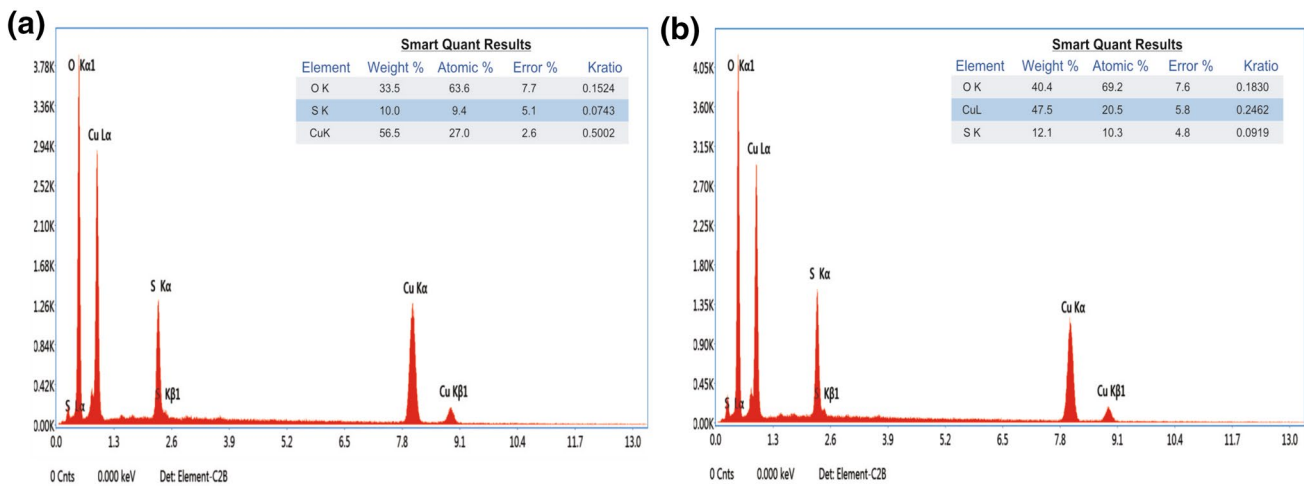 (a)
Smart Quant Results
Element Weight % Atomic % Error % Kratio
O K 33.5 63.6 7.7 0.1524
S K 10.0 9.4 5.1 0.0743
CuK 56.5 27.0 2.6 0.5002
3.78K
3.36K
2.94K
2.52K
2.10K
1.68K
1.26K
0.84K
0.42K
0.00K
O Kα1
Cu Lα
S Kα
Cu Kα
S Kβ1
Cu Kβ1
S Lα
0.0 1.3 2.6 3.9 5.2 6.5 7.8 9.1 10.4 11.7 13.0
0 Cnts 0.000 keV Det: Element-C2B
(b)
Smart Quant Results
Element Weight % Atomic % Error % Kratio
O K 40.4 69.2 7.6 0.1830
CuL 47.5 20.5 5.8 0.2462
S K 12.1 10.3 4.8 0.0919
4.05K
3.60K
3.15K
2.70K
2.25K
1.80K
1.35K
0.90K
0.45K
0.00K
O Kα1
Cu Lα
S Kα
Cu Kα
S Kβ1
Cu Kβ1
S Lα
0.0 1.3 2.6 3.9 5.2 6.5 7.8 9.1 10.4 11.7 13.0
0 Cnts 0.000 keV Det: Element-C2B